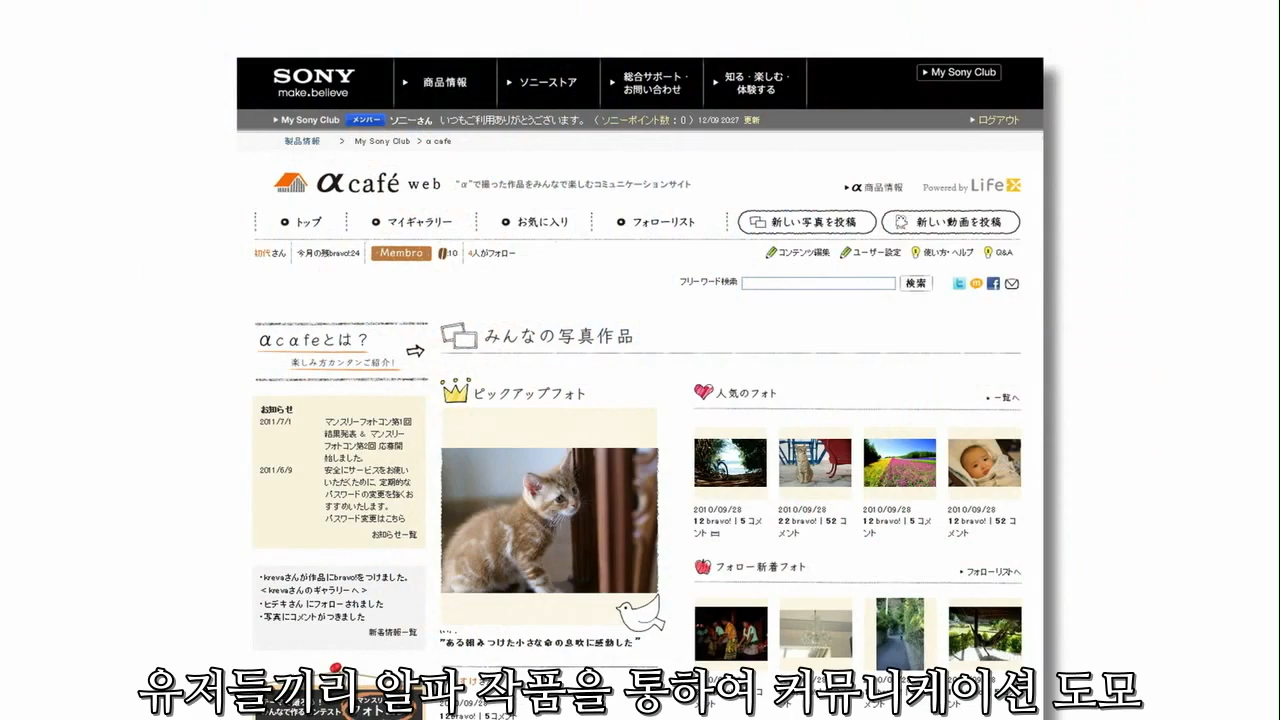 SONY
make.believe
商品情報
ソニーストア
総合サポート・
お問い合わせ
知る・楽しむ・
体験する
My Sony Club
My Sony Club メンバー ソニーさん いつもご利用ありがとうございます。 (ソニーポイント数:0) 12/09 20:27 更新
ログアウト
製品情報 > My Sony Club > α cafe
αcafé web
"α"で撮った作品をみんなで楽しむコミュニケーションサイト
α 商品情報
Powered by Life X
トップ
マイギャラリー
お気に入り
フォローリスト
新しい写真を投稿
新しい動画を投稿
初代さん
今月の残bravo!:24
Membro
:10
4人がフォロー
コンテンツ編集
ユーザー設定
使い方・ヘルプ
Q&A
フリーワード検索
検索
αcafeとは?
楽しみ方カンタンご紹介!
みんなの写真作品
お知らせ
2011/7/1
マンスリーフォトコン第1回
結果発表 & マンスリー
フォトコン第2回 応募開
始しました。
2011/6/9
安全にサービスをお使い
いただくために、定期的な
パスワードの変更を強くお
すすめいたします。
パスワード変更はこちら
お知らせ一覧
・krevaさんが作品にbravo!をつけました。
< krevaさんのギャラリーへ >
・ヒデキさん にフォローされました
・写真にコメントがつきました
新着情報一覧
ピックアップフォト
"ある組みつけた小さな命の息吹に感動した"
人気のフォト
一覧へ
2010/09/28
12 bravo! | 5 コメ
ント
2010/09/28
22 bravo! | 52 コ
メント
2010/09/28
12 bravo! | 5 コメ
ント
2010/09/28
12 bravo! | 52 コ
メント
フォロー新着フォト
フォローリストへ
유저들끼리 알파 작품을 통하여 커뮤니케이션 도모